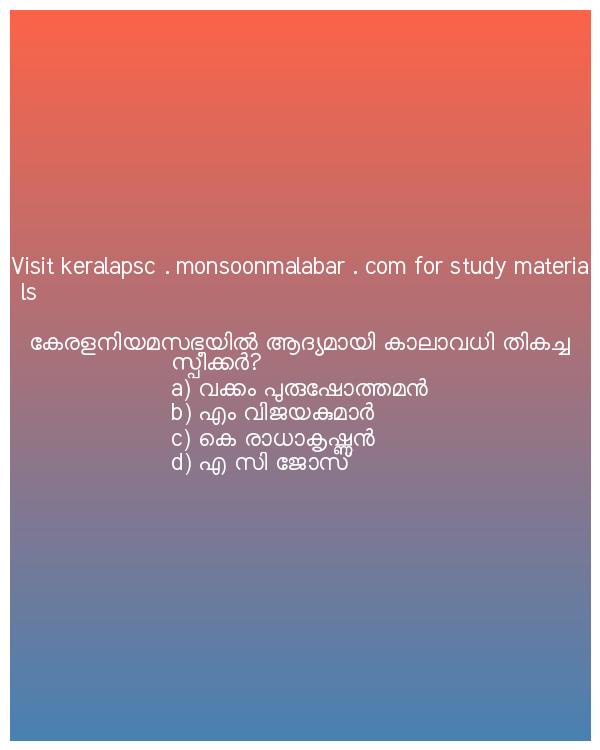 Visit keralapsc . monsoonmalabar . com for study materia
ls
കേരളനിയമസഭയിൽ ആദ്യമായി കാലാവധി തികച്ച
സ്പീക്കർ?
a) വക്കം പുരുഷോത്തമൻ
b) എം വിജയകുമാർ
c) കെ രാധാകൃഷ്ണൻ
d) എ സി ജോസ്